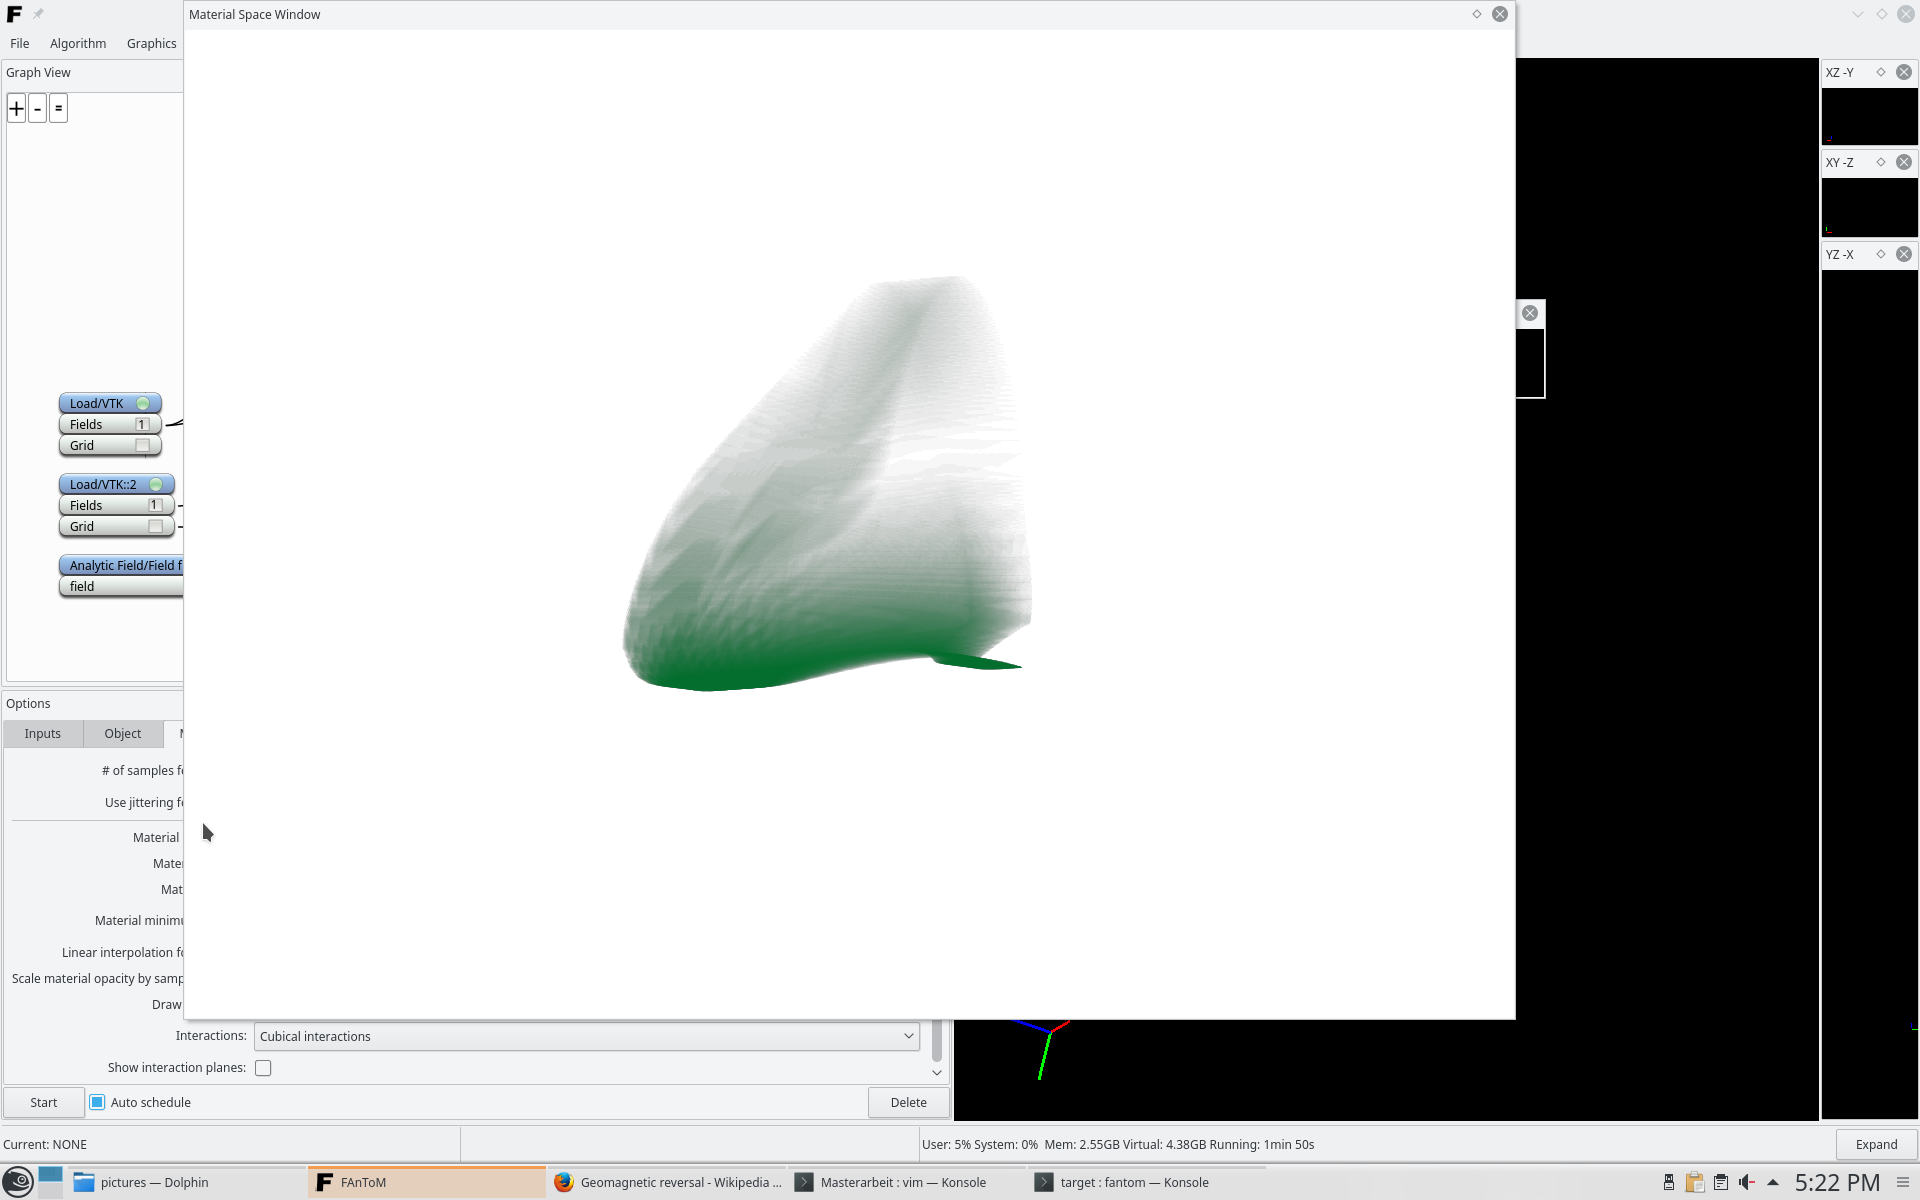 Material Space Window
File Algorithm Graphics
Graph View
+ - =
Load/VTK
Fields 1
Grid
Load/VTK::2
Fields 1
Grid
Analytic Field/Field f
field
XZ -Y
XY -Z
YZ -X
Options
Inputs Object
# of samples fo
Use jittering fo
Material
Mater
Mat
Material minimu
Linear interpolation fo
Scale material opacity by samp
Draw
Interactions: Cubical interactions
Show interaction planes:
Start Auto schedule Delete
Current: NONE
User: 5% System: 0% Mem: 2.55GB Virtual: 4.38GB Running: 1min 50s
Expand
pictures — Dolphin
F FAnToM
Geomagnetic reversal - Wikipedia ...
Masterarbeit : vim — Konsole
target : fantom — Konsole
5:22 PM